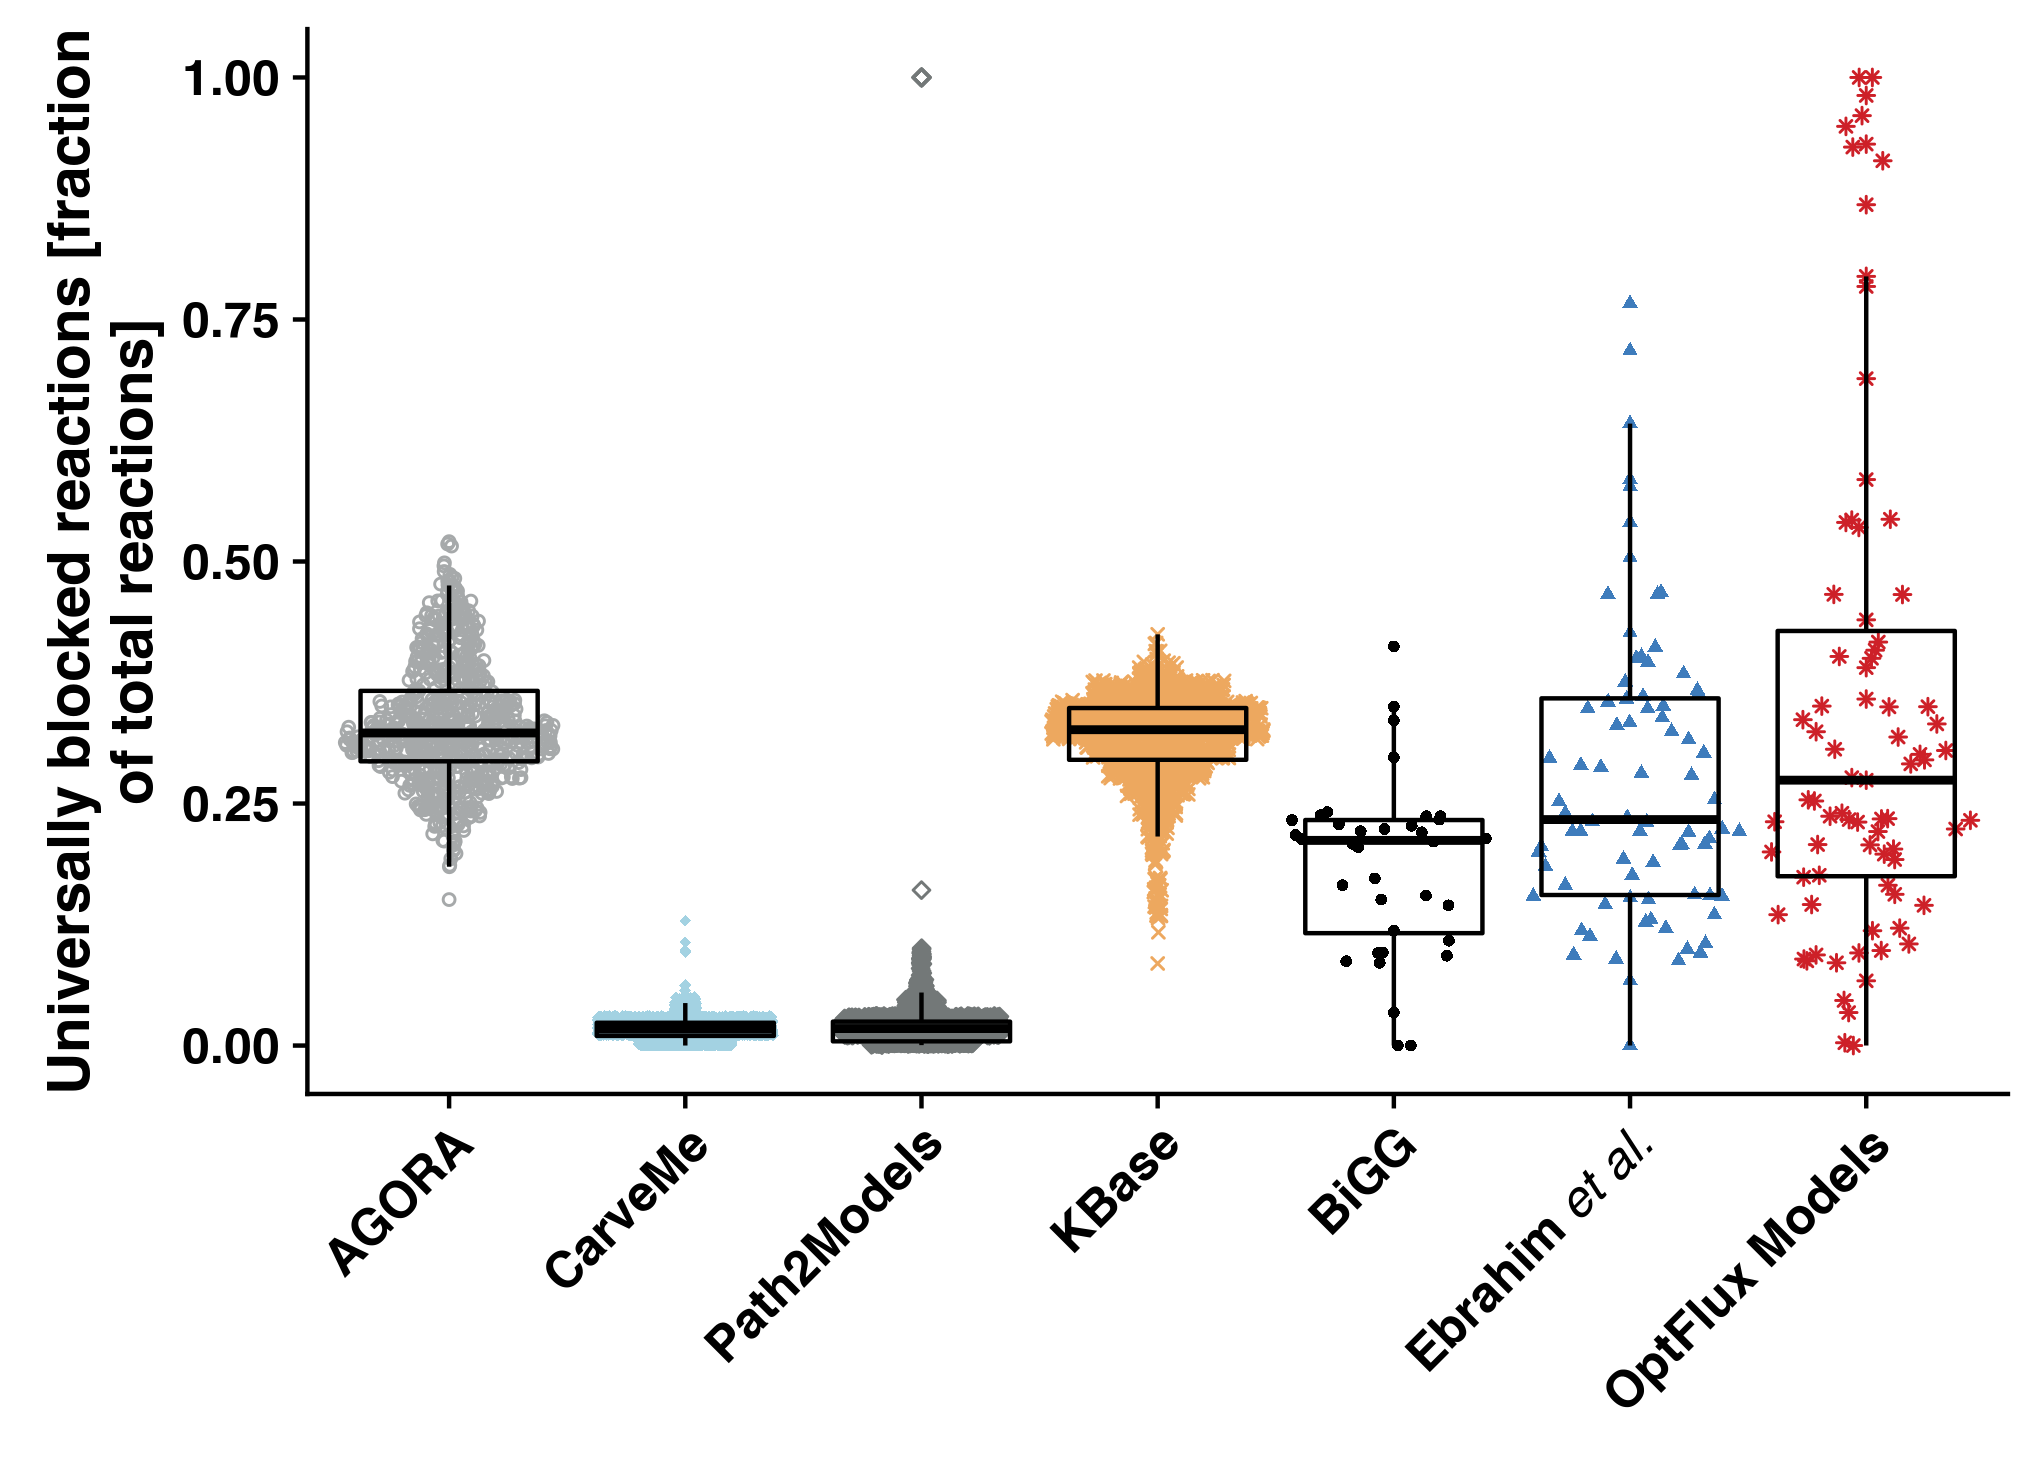 Universally blocked reactions [fraction
of total reactions]
1.00
0.75
0.50
0.25
0.00
AGORA
CarveMe
Path2Models
KBase
BiGG
Ebrahim et al.
OptFlux Models